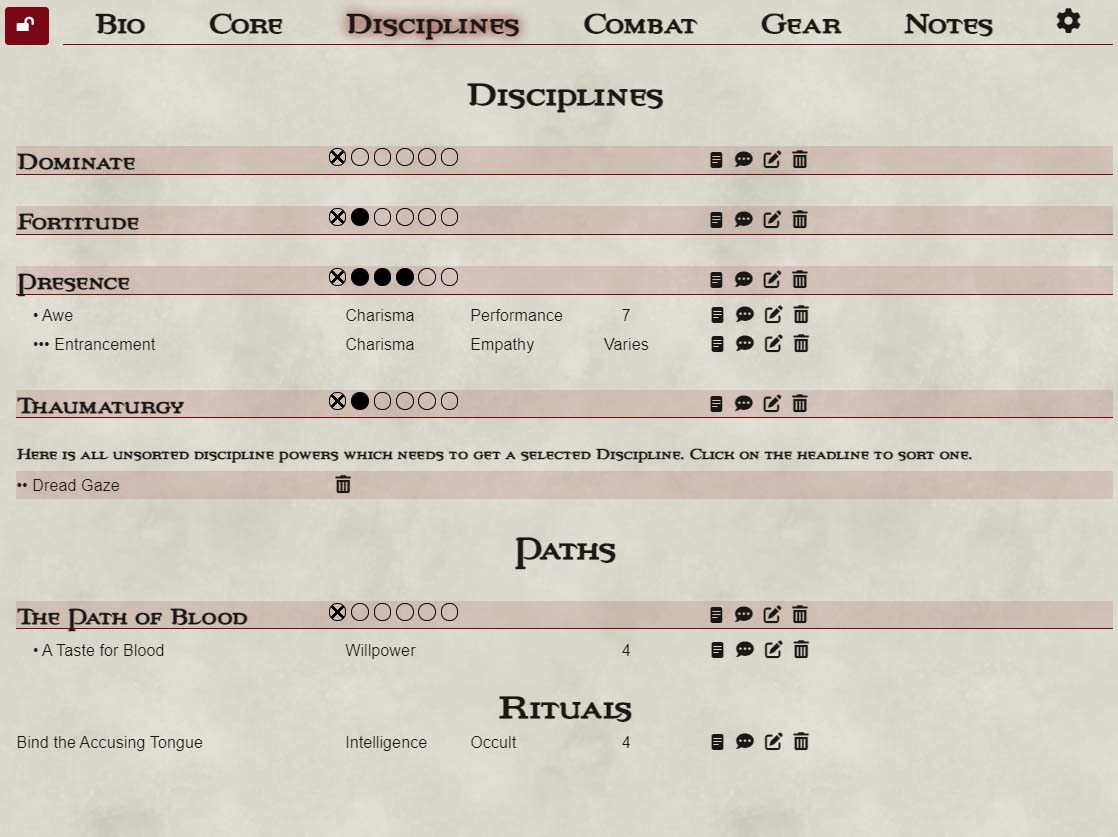 Bio Core Disciplines Combat Gear Notes
Disciplines
Dominate
Fortitude
Presence
• Awe Charisma Performance 7
••• Entrancement Charisma Empathy Varies
Thaumaturgy
Here is all unsorted discipline powers which needs to get a selected Discipline. Click on the headline to sort one.
•• Dread Gaze
Paths
The Path of Blood
• A Taste for Blood Willpower 4
Rituals
Bind the Accusing Tongue Intelligence Occult 4